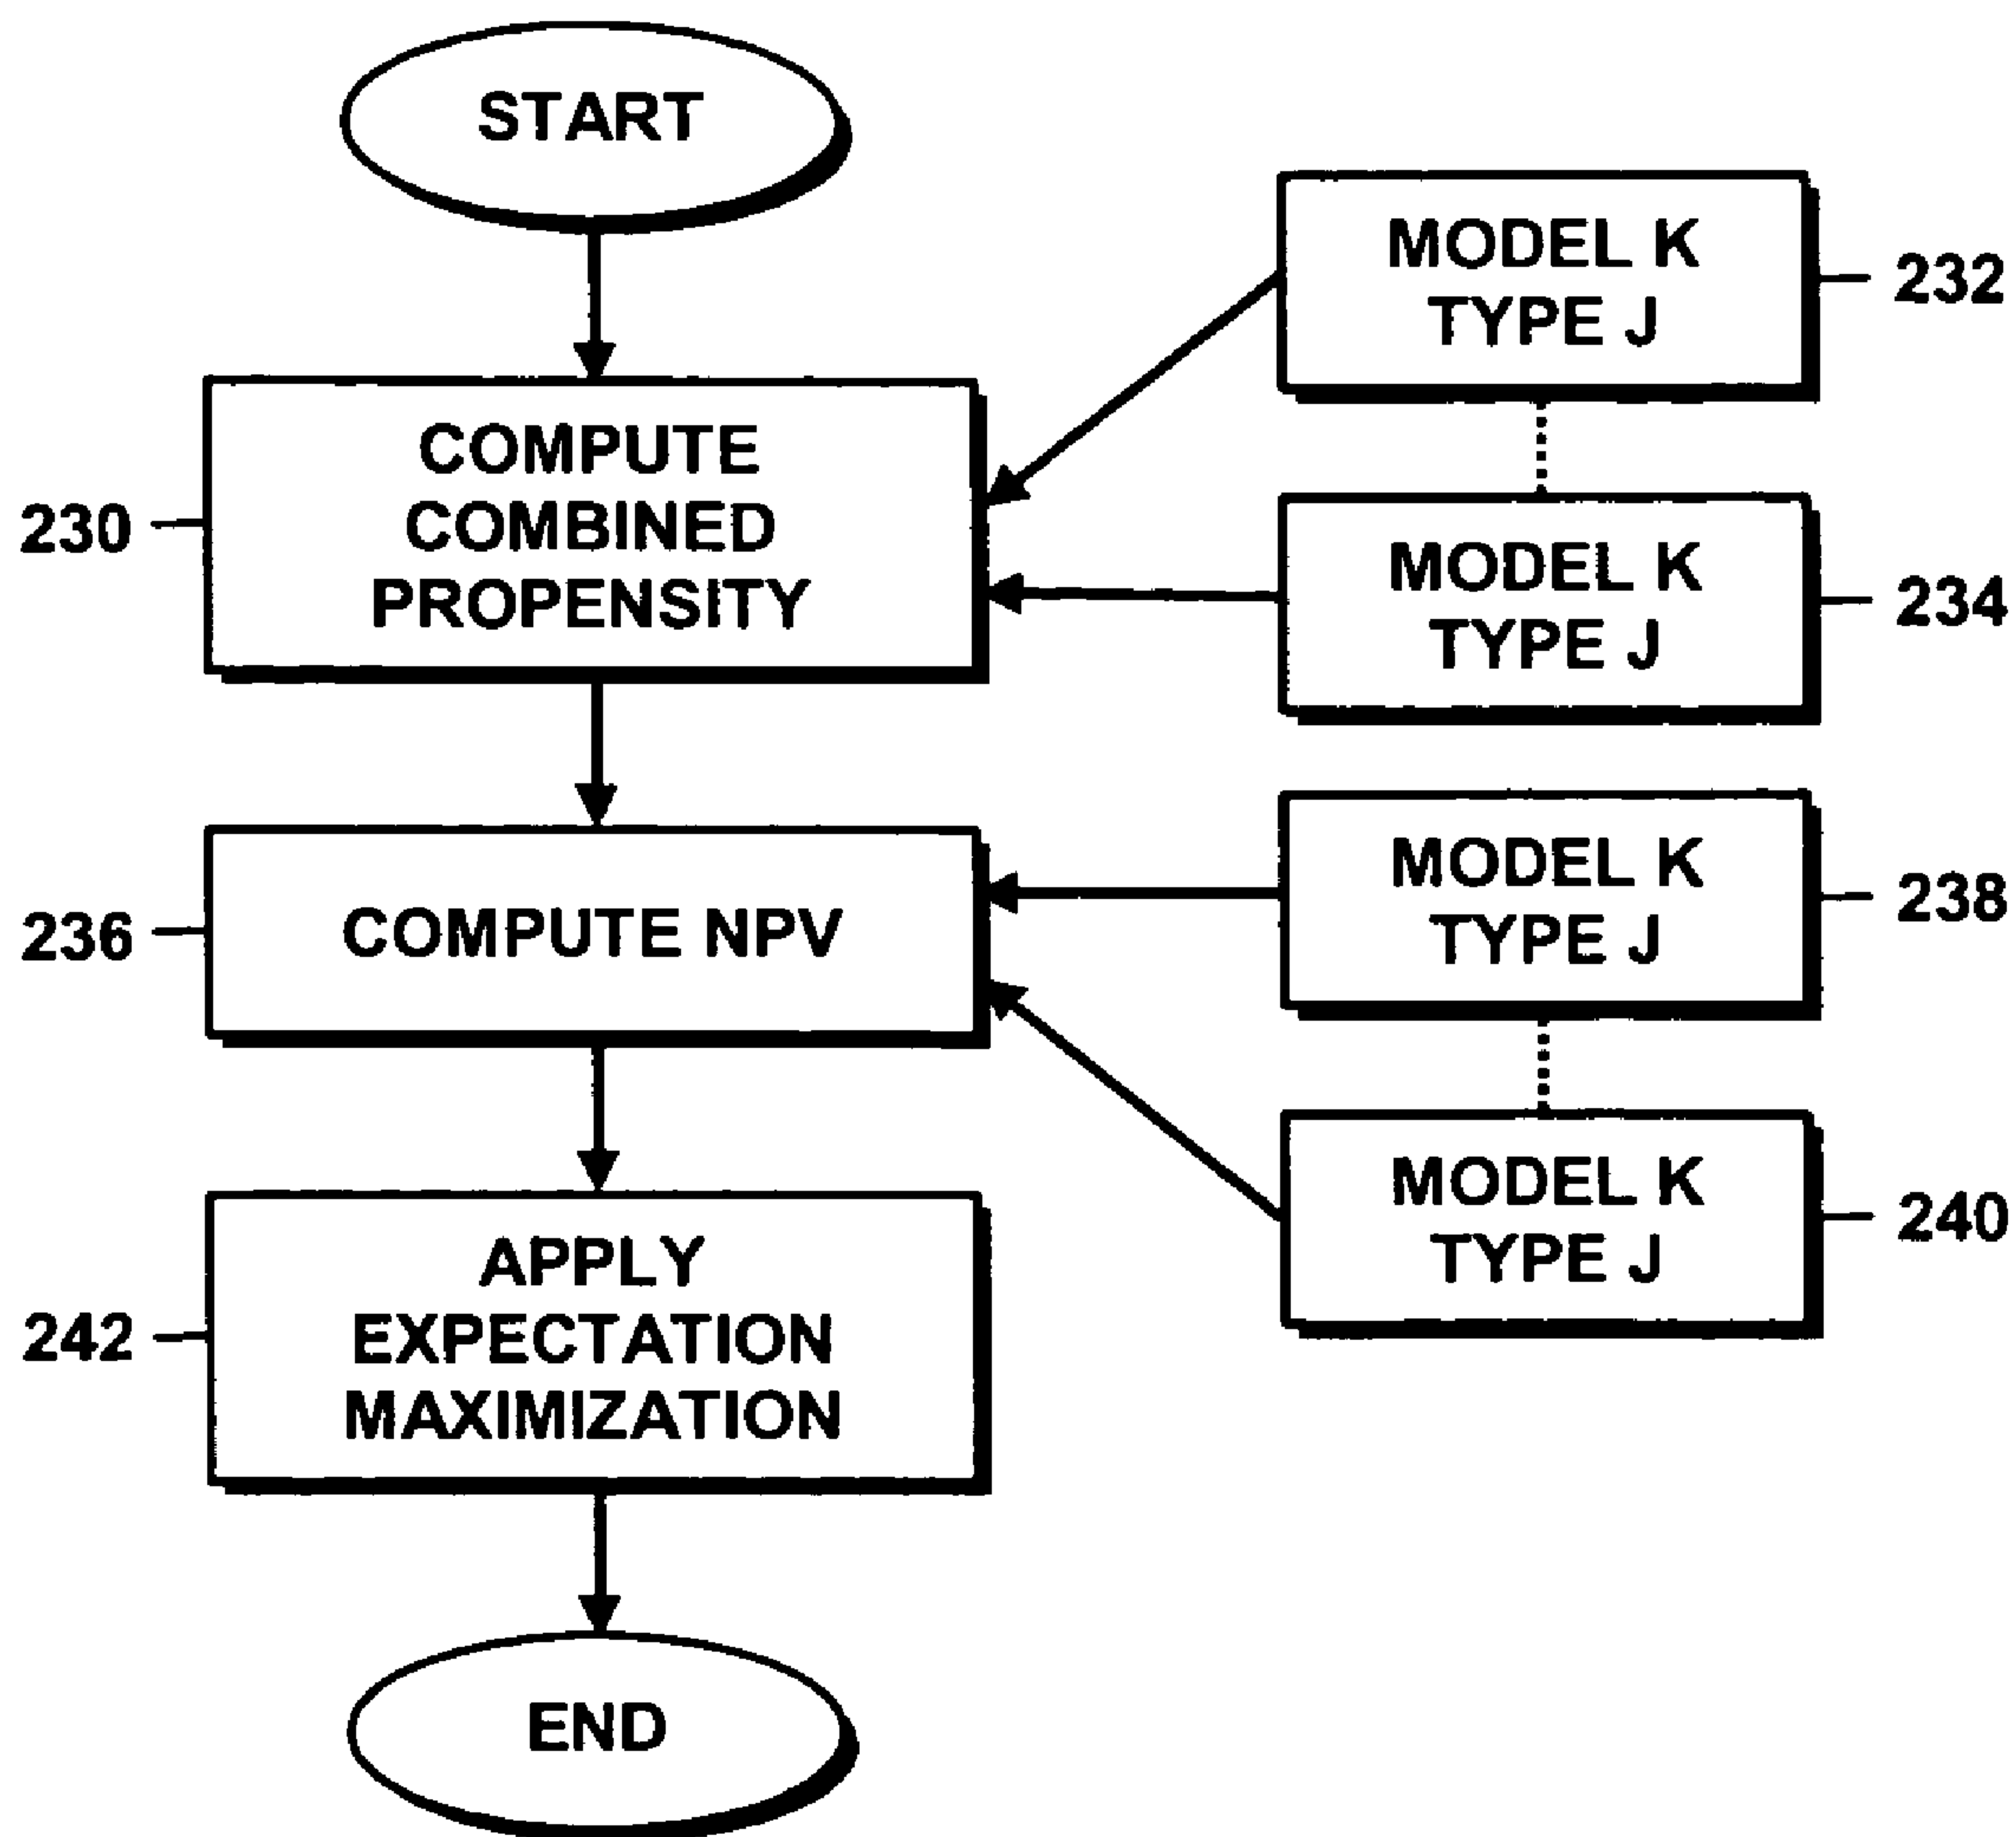 START
MODEL K
TYPE J
232
COMPUTE
COMBINED
PROPENSITY
230
MODEL K
TYPE J
234
COMPUTE NPV
236
MODEL K
TYPE J
238
MODEL K
TYPE J
240
APPLY
EXPECTATION
MAXIMIZATION
242
END